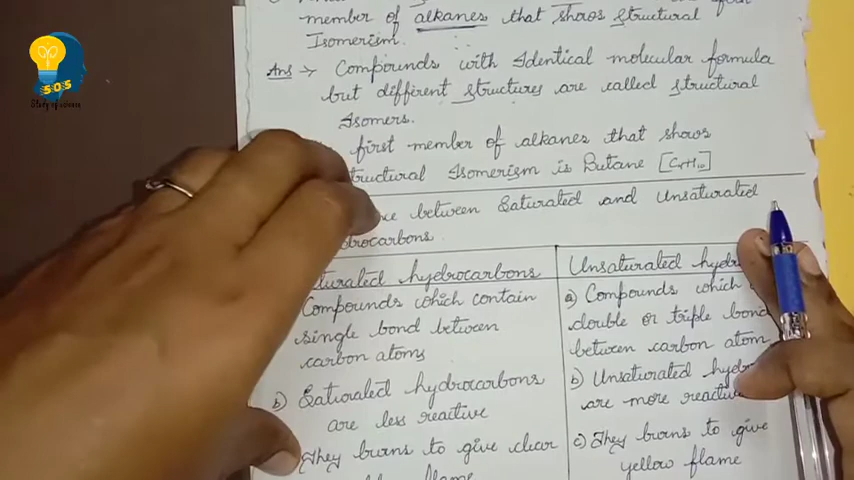 505
Study of science
member of alkanes that shows Structural
Isomerism.
Ans → Compounds with Identical molecular formula
but different structures are called structural
Isomers.
first member of alkanes that shows
structural Isomerism is Butane [C4H10]
between Saturated and Unsaturated
hydrocarbons
Saturated hydrocarbons
Compounds which contain
single bond between
carbon atoms
b) Saturated hydrocarbons
are less reactive
They burns to give clear
flame
Unsaturated
a) Compounds which
double or triple bond
between carbon atom
b) Unsaturated
are more
c) They burns to give
yellow flame